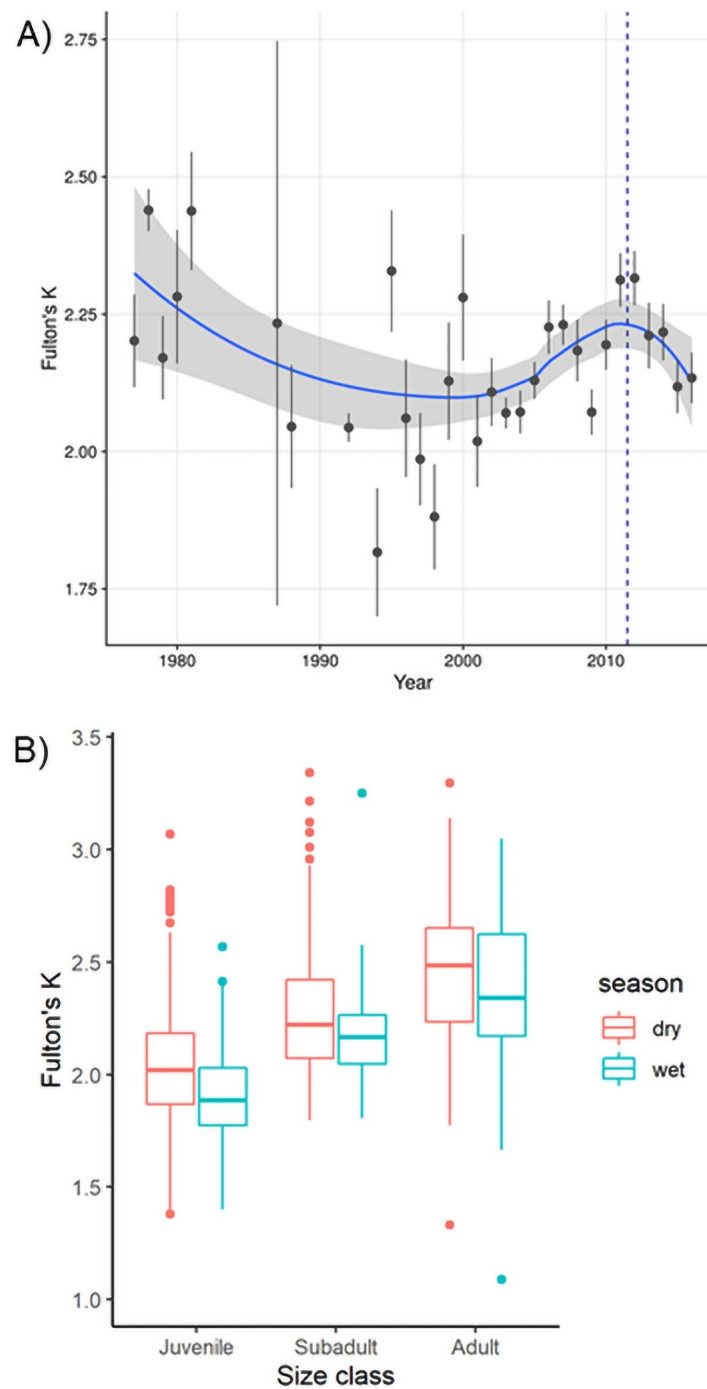 A)
2.75
2.50
2.25
2.00
1.75
Fulton's K
1980 1990 2000 2010
Year
B)
3.5
3.0
2.5
2.0
1.5
1.0
Fulton's K
Juvenile Subadult Adult
Size class
season
dry
wet